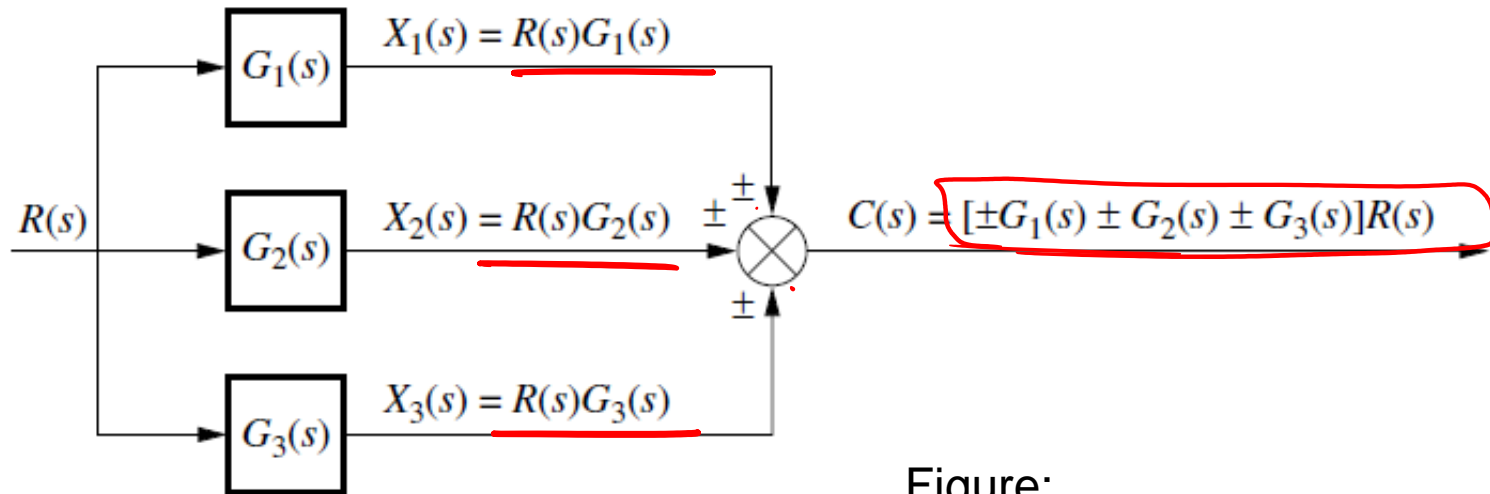 G₁(s)
X₁(s) = R(s)G₁(s)
±
R(s)
G₂(s)
X₂(s) = R(s)G₂(s)
±
C(s) = [±G₁(s) ± G₂(s) ± G₃(s)]R(s)
±
G₃(s)
X₃(s) = R(s)G₃(s)
Figure: